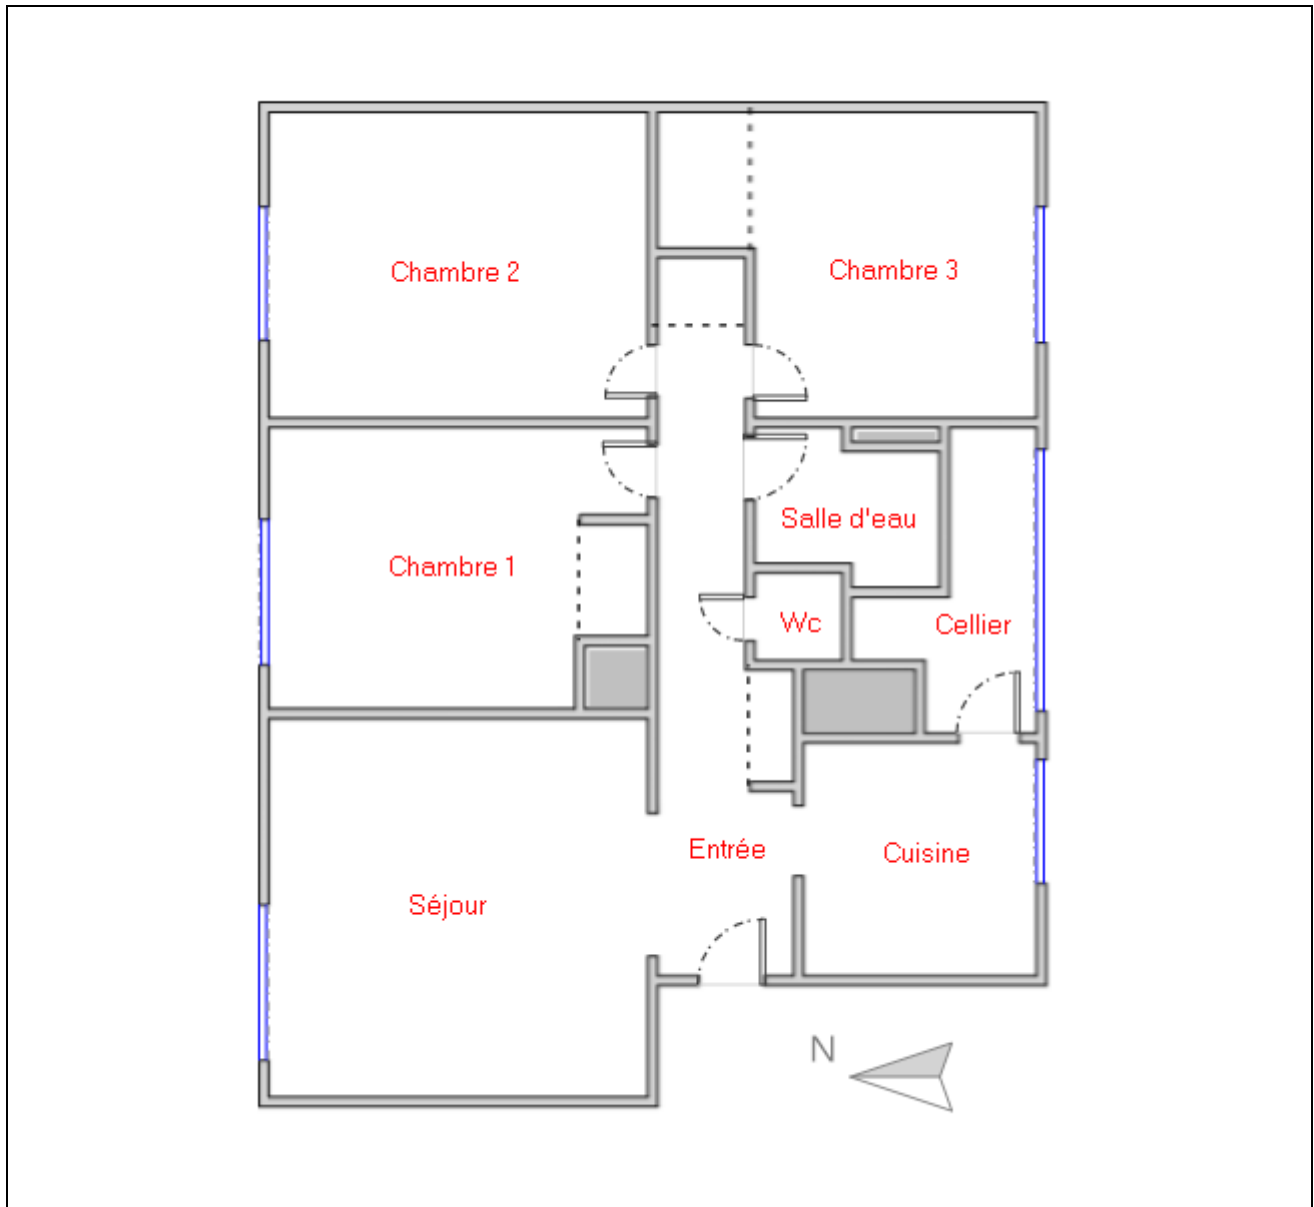 Chambre 2
Chambre 3
Salle d'eau
Chambre 1
Wc
Cellier
Entrée
Cuisine
Séjour
N